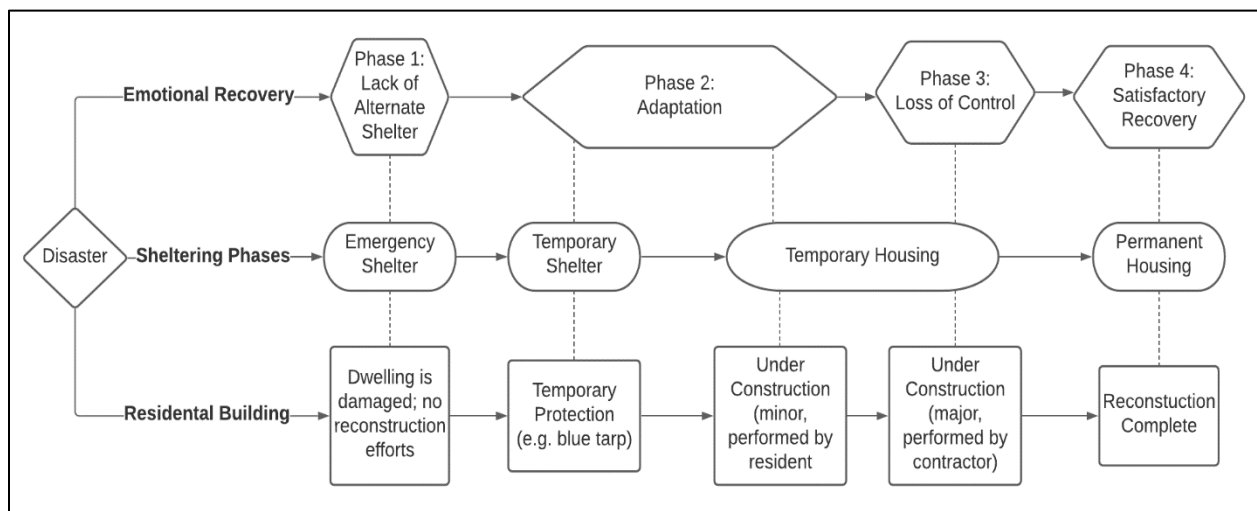 Phase 1:
Lack of
Alternate
Shelter
Phase 2:
Adaptation
Phase 3:
Loss of Control
Phase 4:
Satisfactory
Recovery
Emotional Recovery
Disaster
Sheltering Phases
Emergency
Shelter
Temporary
Shelter
Temporary Housing
Permanent
Housing
Residental Building
Dwelling is
damaged; no
reconstruction
efforts
Temporary
Protection
(e.g. blue tarp)
Under
Construction
(minor,
performed by
resident
Under
Construction
(major,
performed by
contractor)
Reconstuction
Complete